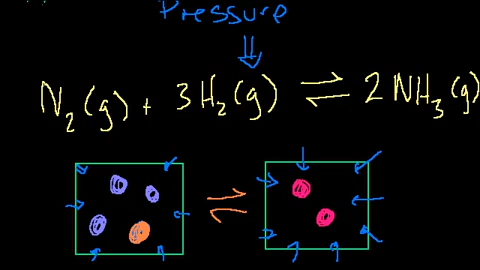 Pressure
N₂(g) + 3H₂(g) ⇌ 2NH₃(g)